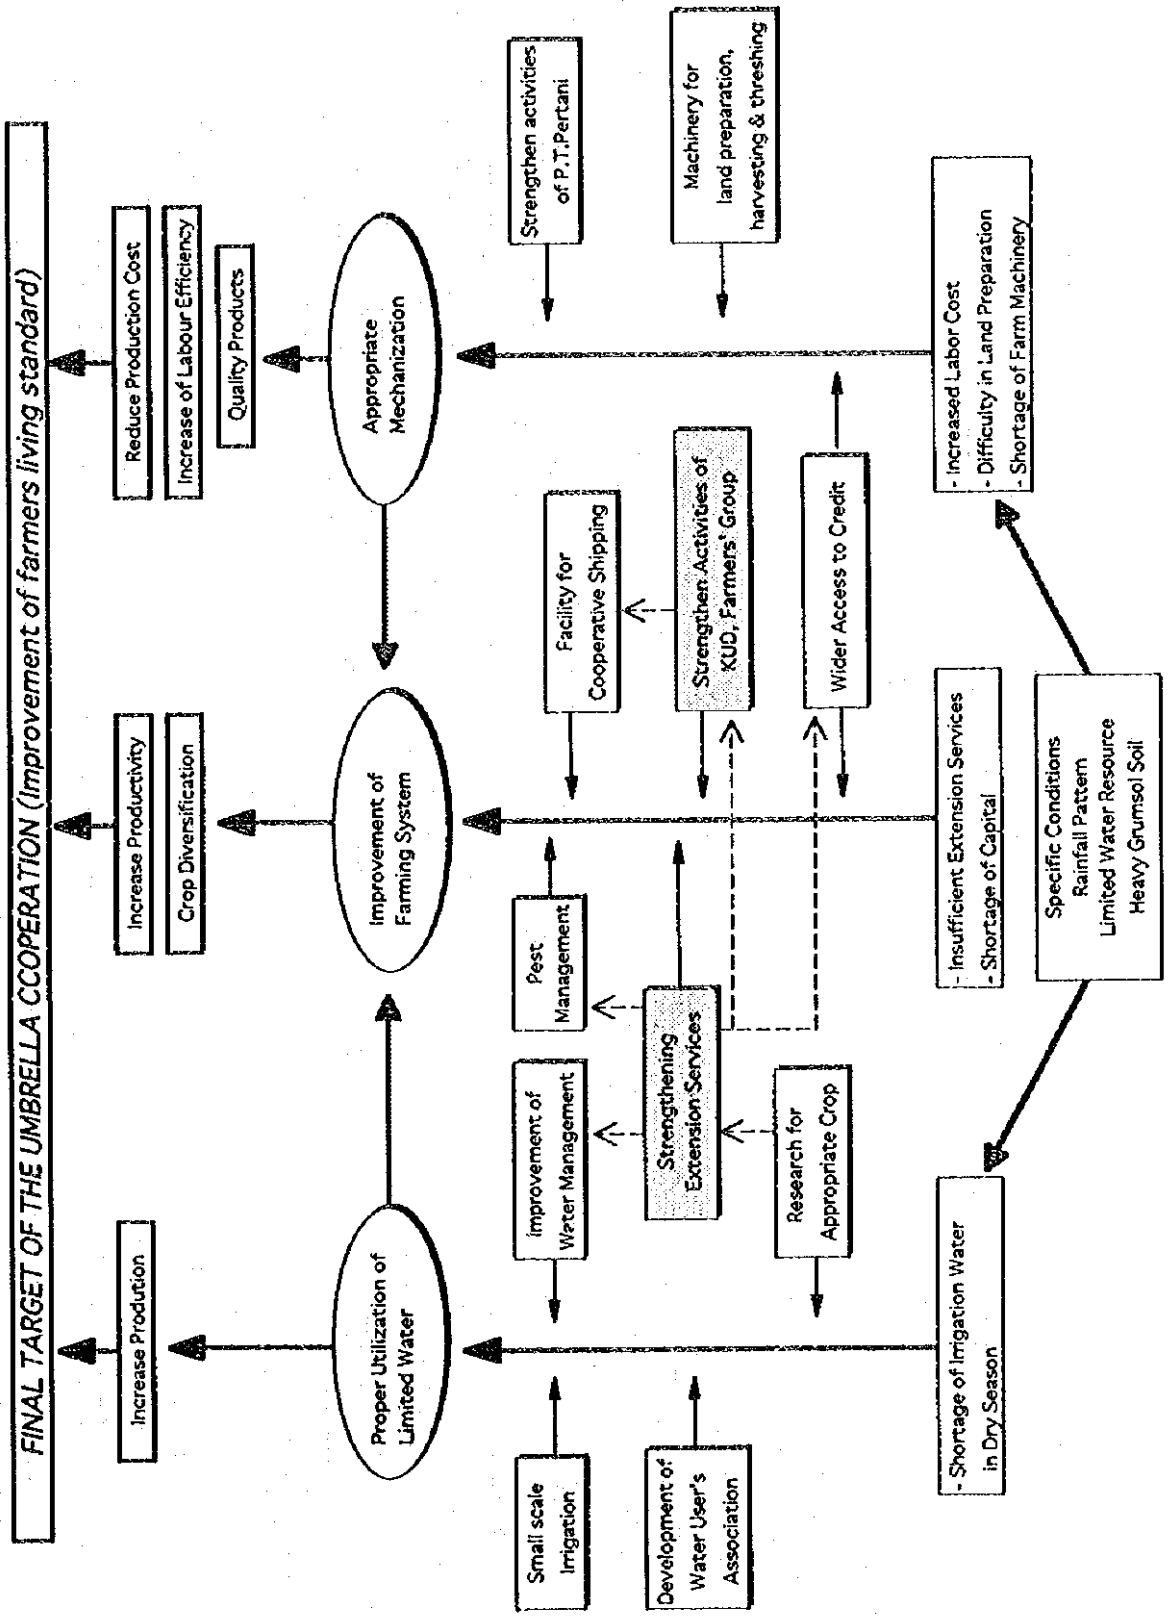 FINAL TARGET OF THE UMBRELLA CCOPERATION (Improvement of farmers living standard)
Increase Prodution
Increase Productivity
Crop Diversification
Reduce Production Cost
Increase of Labour Efficiency
Quality Products
Proper Utilization of
Limited Water
Improvement of
Farming System
Appropriate
Mechanization
Small scale
Irrigation
Improvement of
Water Management
Pest
Management
Facility for
Cooperative Shipping
Strengthen activities
of P.T.Pertani
Development of
Water User's
Association
Strengthening
Extension Services
Strengthen Activities of
KUD, Farmers' Group
Machinery for
land preparation,
harvesting & threshing
Research for
Appropriate Crop
Wider Access to Credit
- Shortage of Irrigation Water
in Dry Season
- Insufficient Extension Services
- Shortage of Capital
- Increased Labor Cost
- Difficulty in Land Preparation
- Shortage of Farm Machinery
Specific Conditions
Rainfall Pattern
Limited Water Resource
Heavy Grumsol Soil